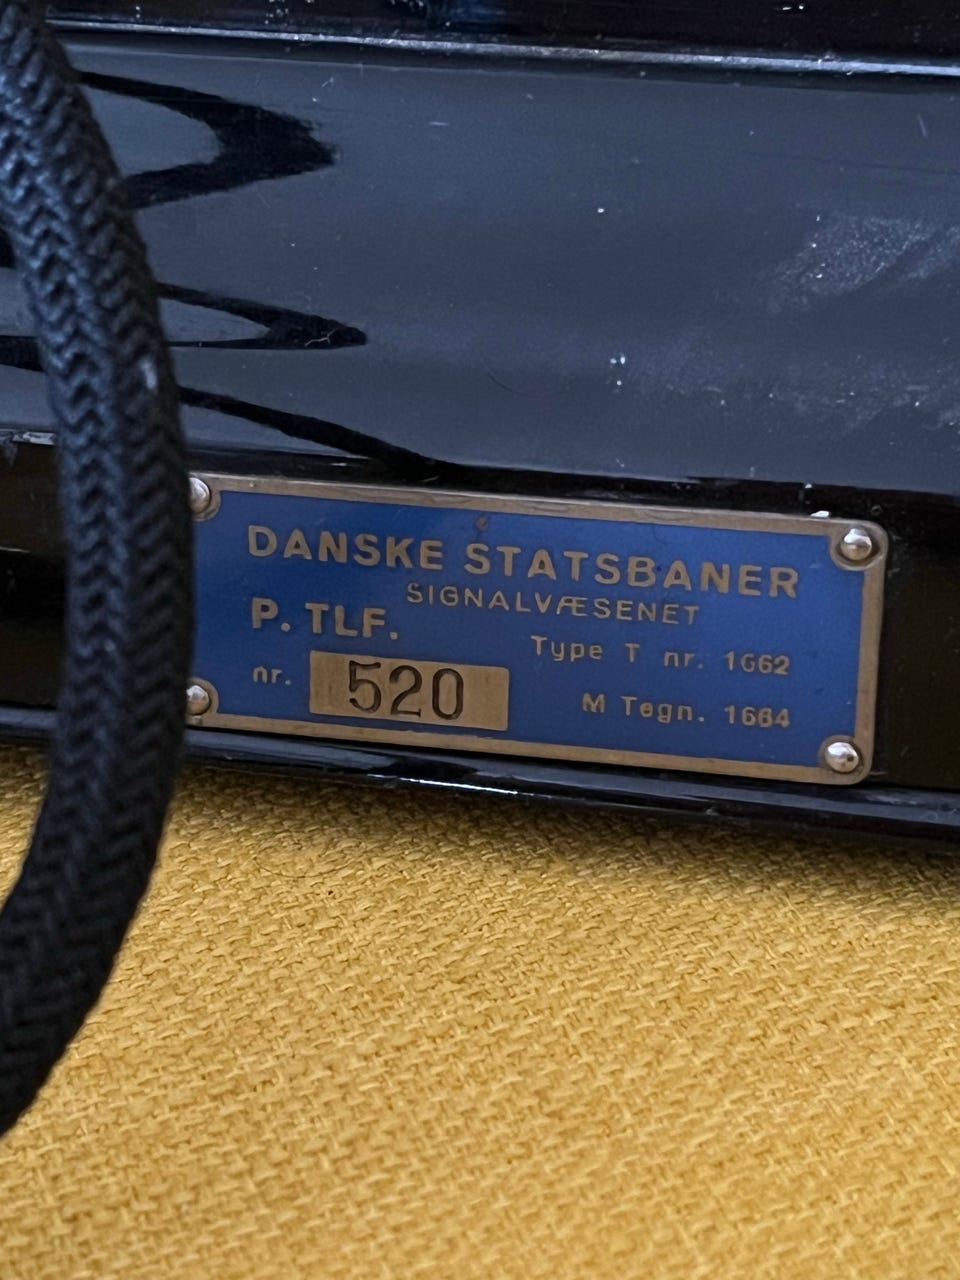 DANSKE STATSBANER
SIGNALVÆSENET
P. TLF.
Type T nr. 1662
nr. 520
M Tegn. 1664